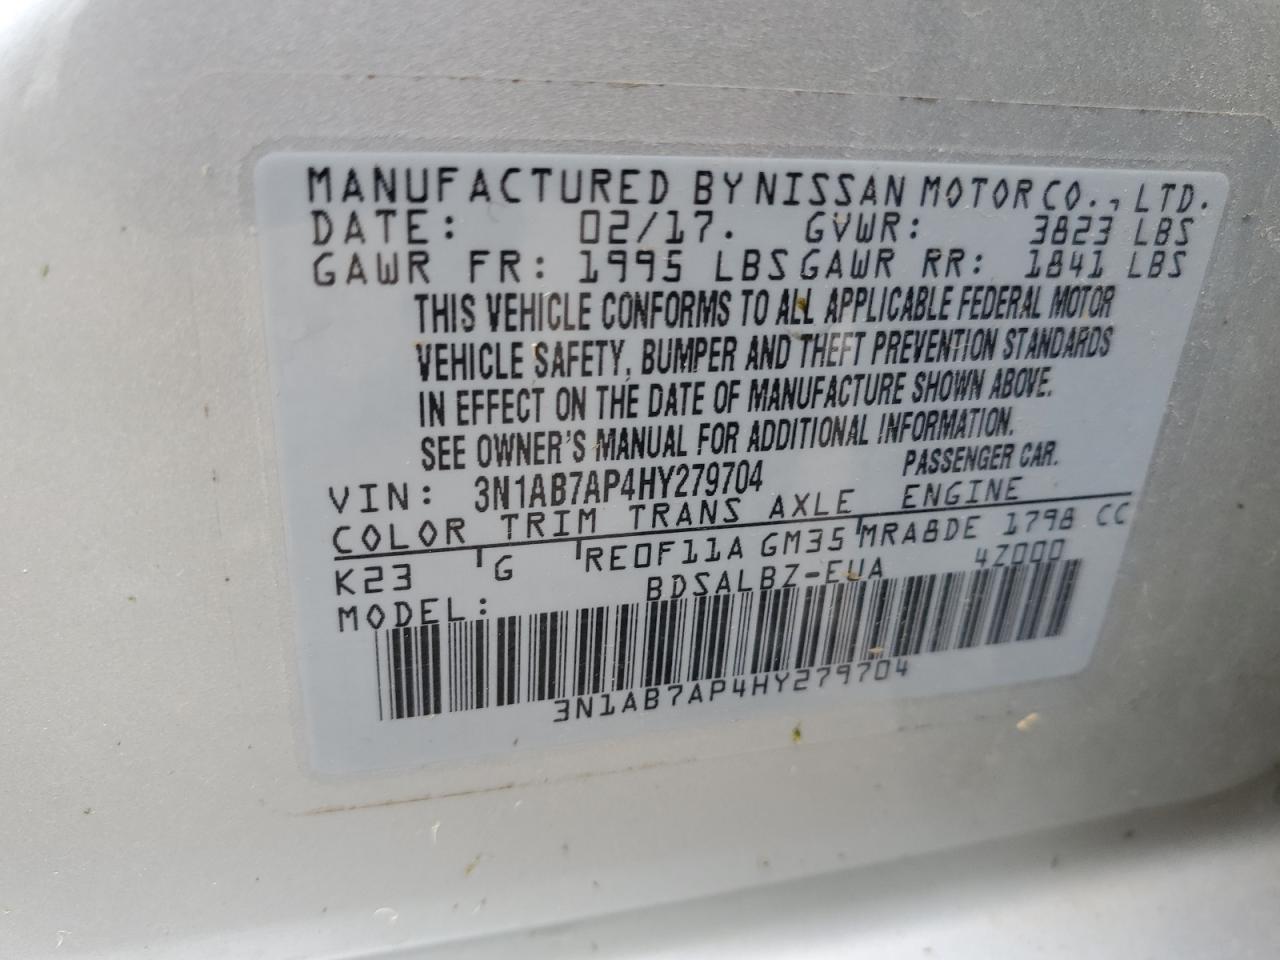 MANUFACTURED BY NISSAN MOTOR CO., LTD.
DATE: 02/17. GVWR: 3823 LBS
GAWR FR: 1995 LBS GAWR RR: 1841 LBS
THIS VEHICLE CONFORMS TO ALL APPLICABLE FEDERAL MOTOR
VEHICLE SAFETY, BUMPER AND THEFT PREVENTION STANDARDS
IN EFFECT ON THE DATE OF MANUFACTURE SHOWN ABOVE.
SEE OWNER'S MANUAL FOR ADDITIONAL INFORMATION.
VIN: 3N1AB7AP4HY279704 PASSENGER CAR.
COLOR TRIM TRANS AXLE ENGINE
K23 G RE0F11A GM35 MRA8DE 1798 CC
MODEL: BDSALBZ-EUA 4Z000
3N1AB7AP4HY279704